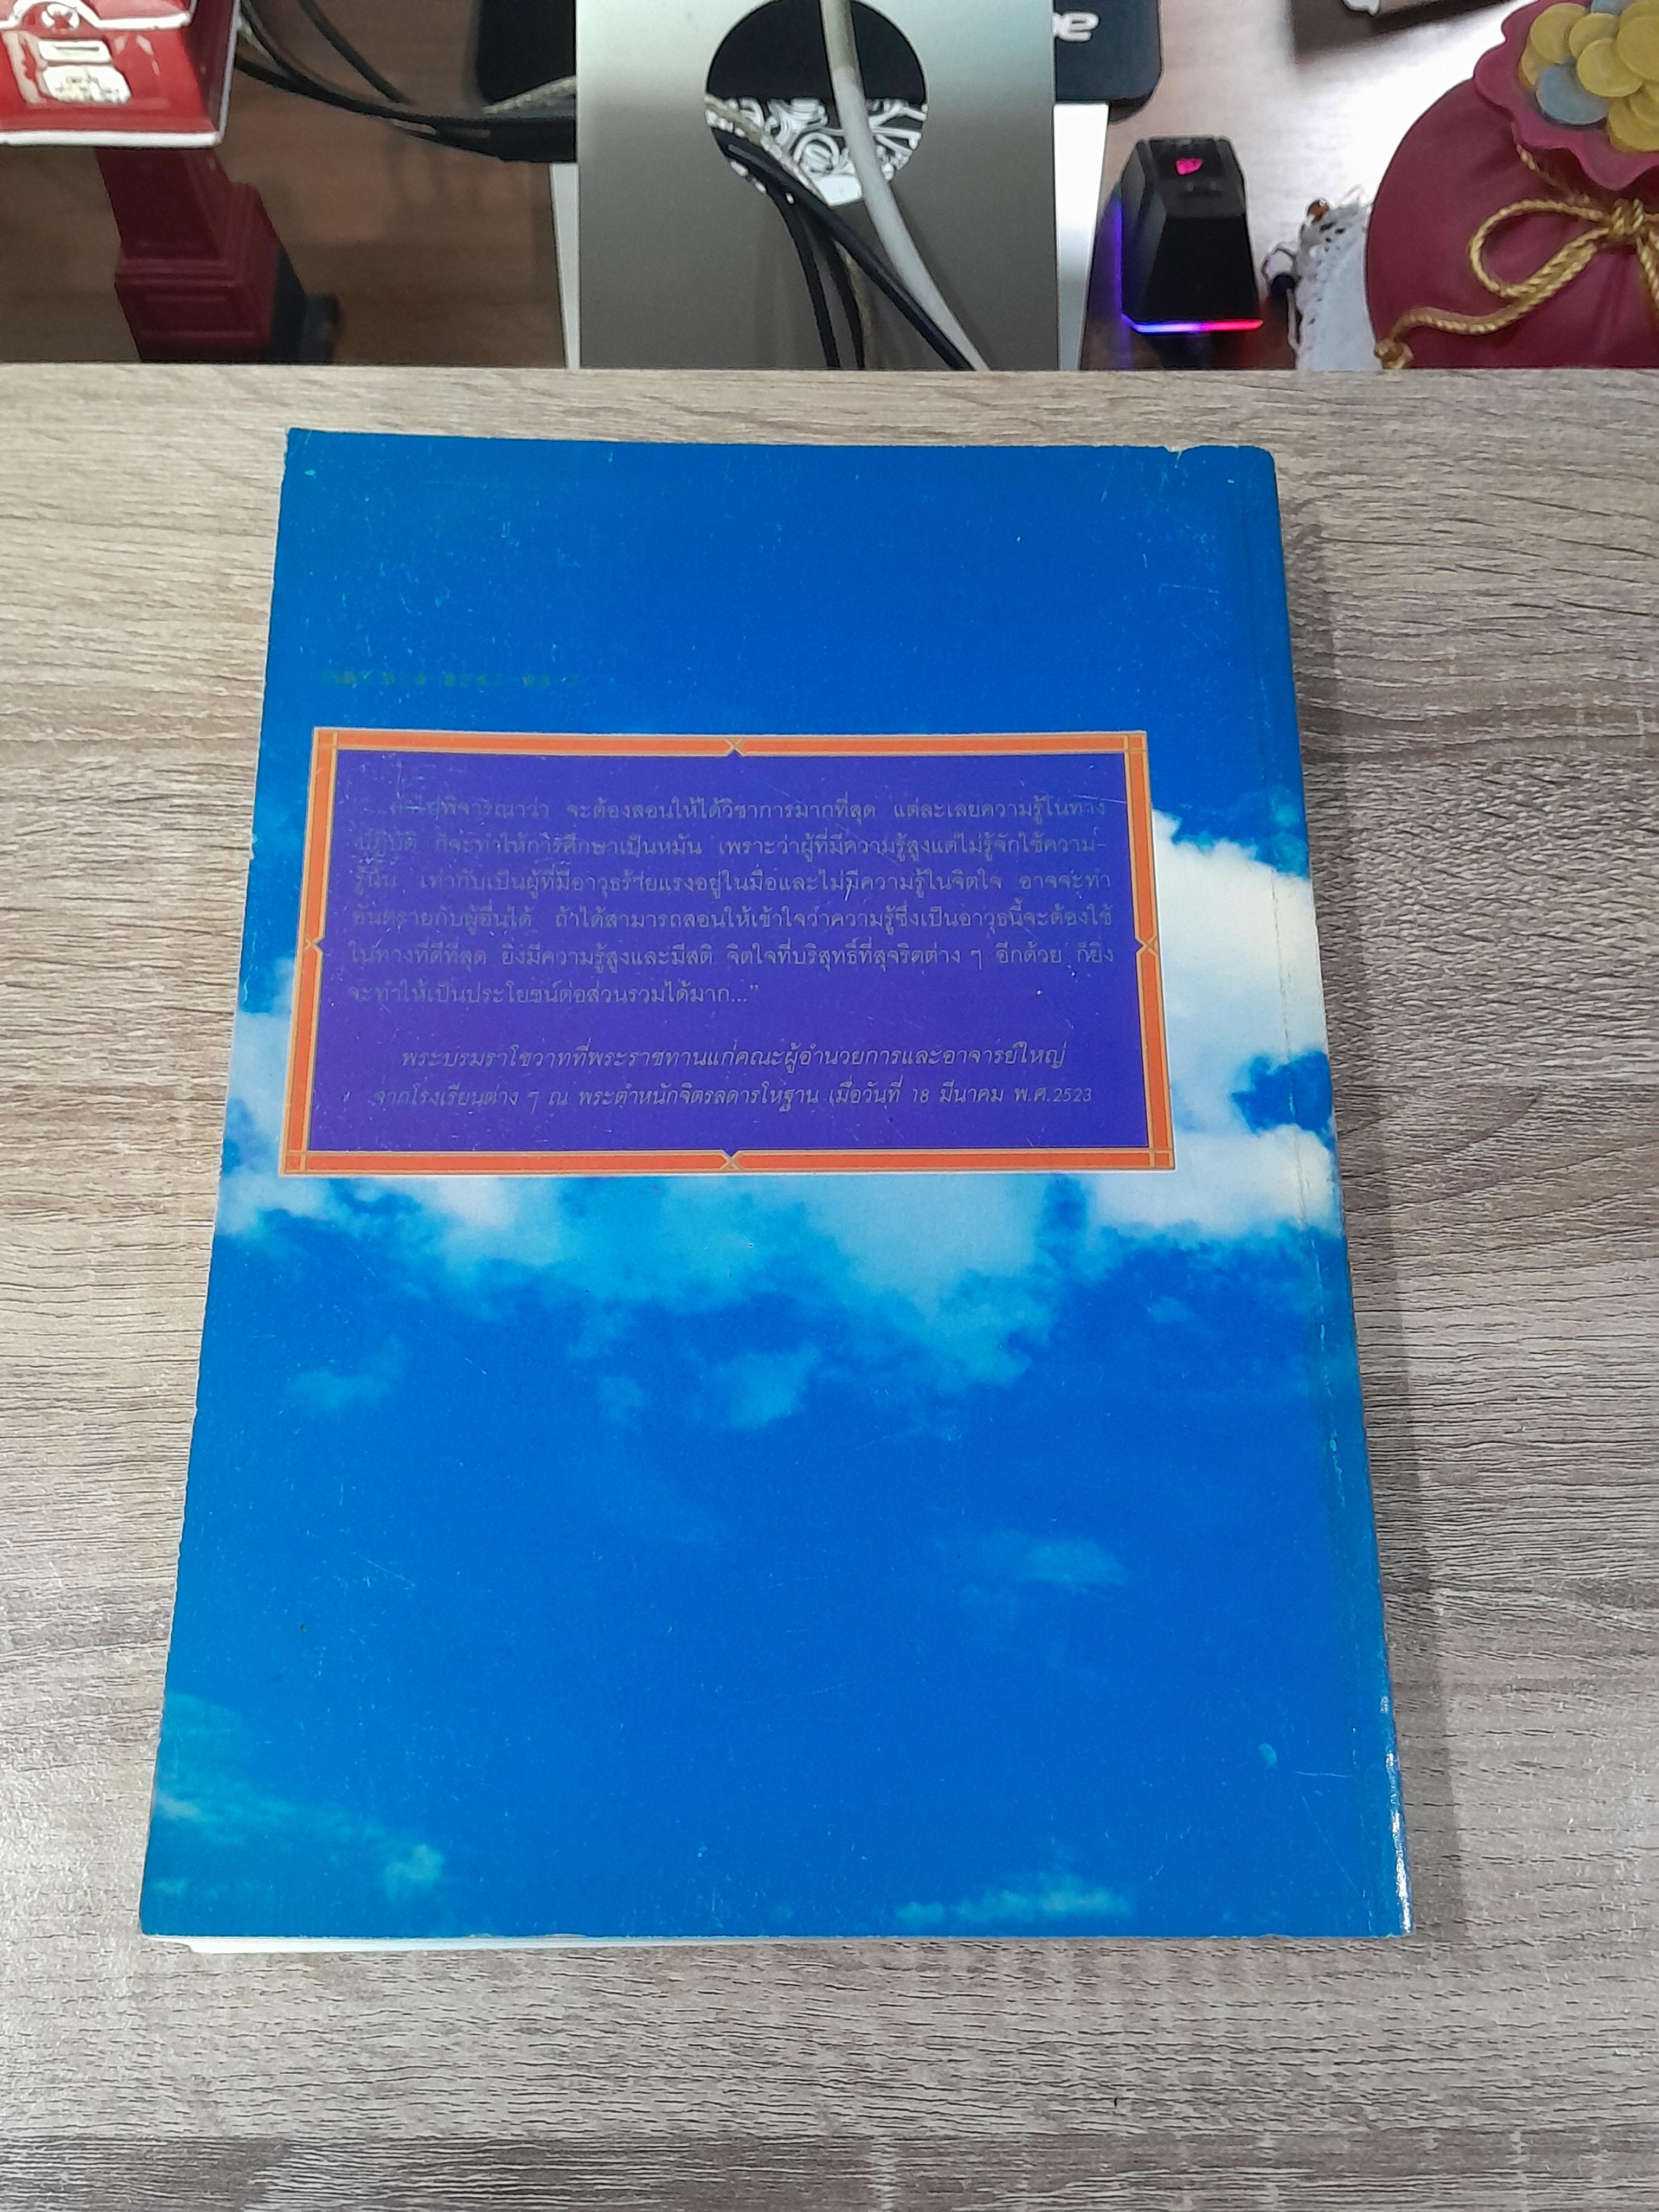 จะต้องสอนให้ได้วิชาการมากที่สุด แต่ละเลยความรู้ในทาง
ปฏิบัติ ก็จะทำให้การศึกษาเป็นหมัน เพราะว่าผู้ที่มีความรู้สูงแต่ไม่รู้จักใช้ความ-
รู้นั้น เท่ากับเป็นผู้ที่มีอาวุธร้ายแรงอยู่ในมือและไม่มีความรู้ในจิตใจ อาจจะทำ
อันตรายกับผู้อื่นได้ ถ้าได้สามารถสอนให้เข้าใจว่าความรู้ซึ่งเป็นอาวุธนี้จะต้องใช้
ในทางที่ดีที่สุด ยิ่งมีความรู้สูงและมีสติ จิตใจที่บริสุทธิ์ที่สุจริตต่าง ๆ อีกด้วย ก็ยิ่ง
จะทำให้เป็นประโยชน์ต่อส่วนรวมได้มาก..."
พระบรมราโชวาทที่พระราชทานแก่คณะผู้อำนวยการและอาจารย์ใหญ่
จากโรงเรียนต่าง ๆ ณ พระตำหนักจิตรลดารโหฐาน เมื่อวันที่ 18 มีนาคม พ.ศ.2523